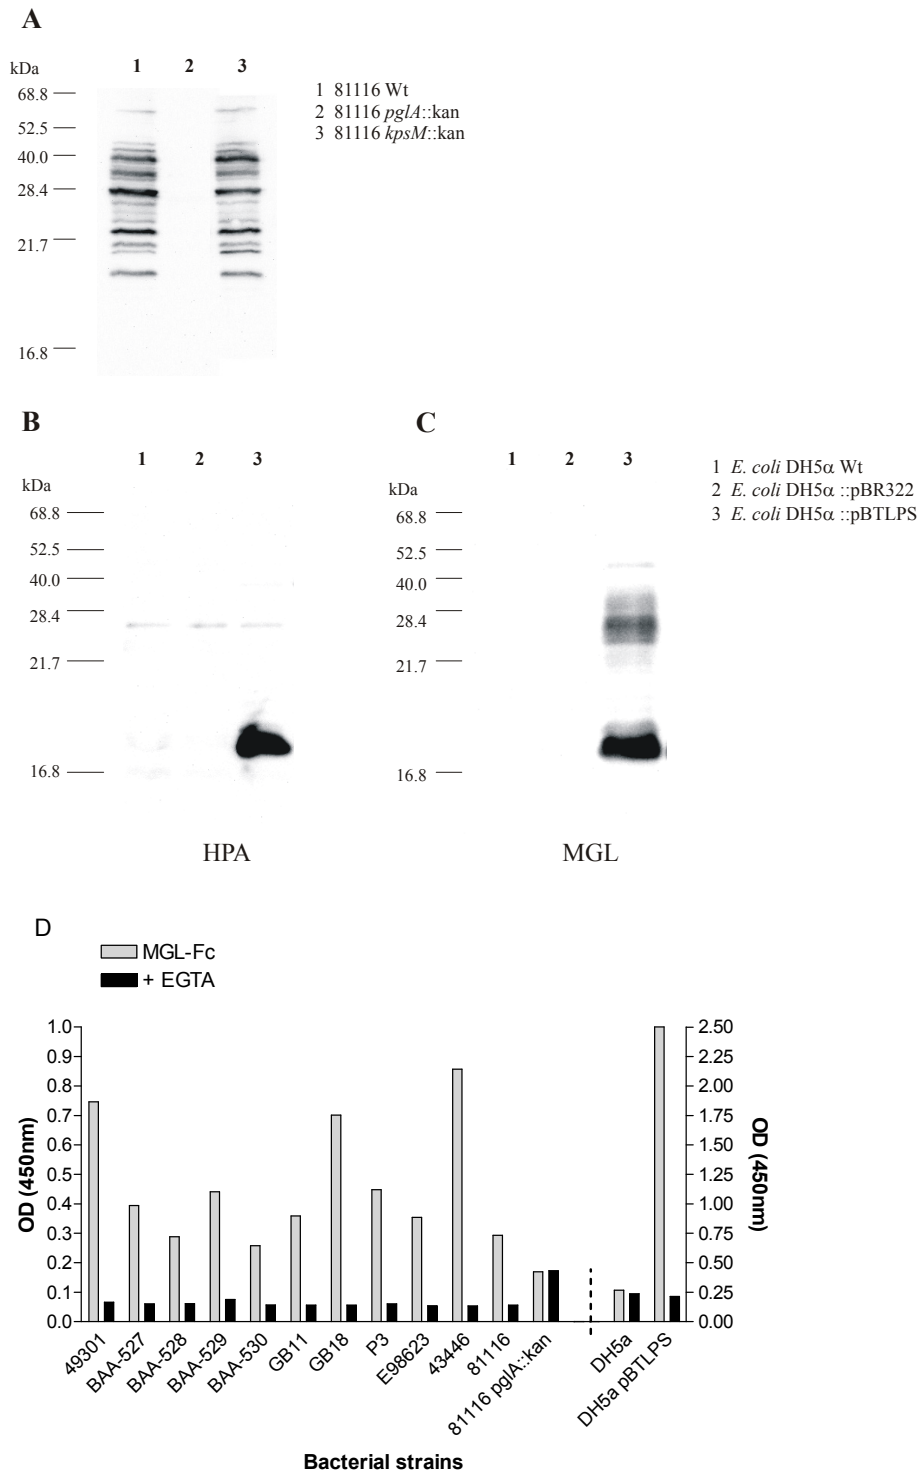 A
kDa 1 2 3
68.8
52.5
40.0
28.4
21.7
16.8
1 81116 Wt
2 81116 pglA::kan
3 81116 kpsM::kan
B
1 2 3
kDa
68.8
52.5
40.0
28.4
21.7
16.8
HPA
C
1 2 3
kDa
68.8
52.5
40.0
28.4
21.7
16.8
MGL
1 E. coli DH5α Wt
2 E. coli DH5α ::pBR322
3 E. coli DH5α ::pBTLPS
D
MGL-Fc
+ EGTA
OD (450nm)
1.0
0.9
0.8
0.7
0.6
0.5
0.4
0.3
0.2
0.1
0.0
2.50
2.25
2.00
1.75
1.50
1.25
1.00
0.75
0.50
0.25
0.00
OD (450nm)
49301
BAA-527
BAA-528
BAA-529
BAA-530
GB11
GB18
P3
E98623
43446
81116
81116 pglA::kan
DH5a
DH5a pBTLPS
Bacterial strains